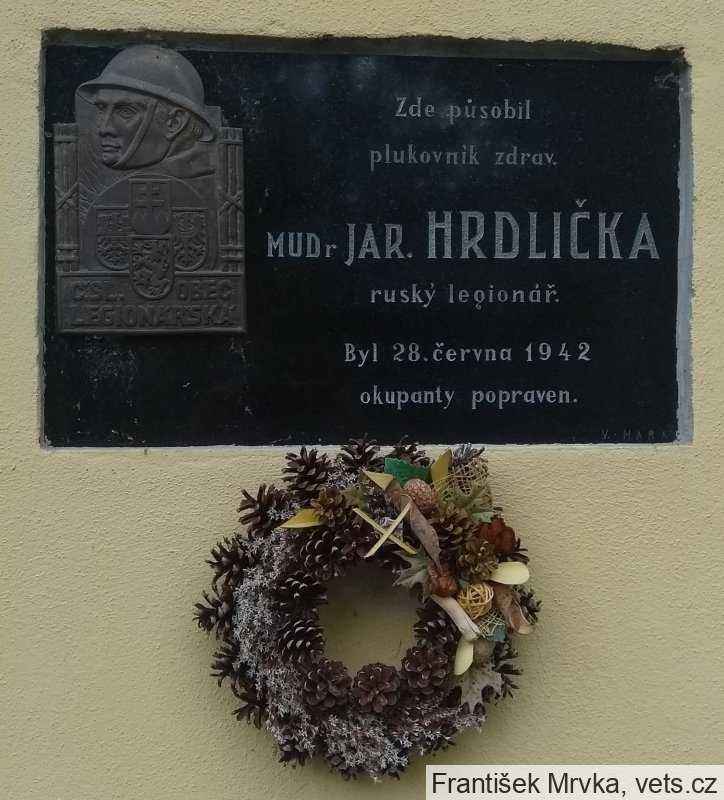 Zde působil
plukovník zdrav.
MUDr JAR. HRDLIČKA
ruský legionář.
Byl 28. června 1942
okupanty popraven.
ČSL. OBEC
LEGIONÁŘSKÁ
František Mrvka, vets.cz